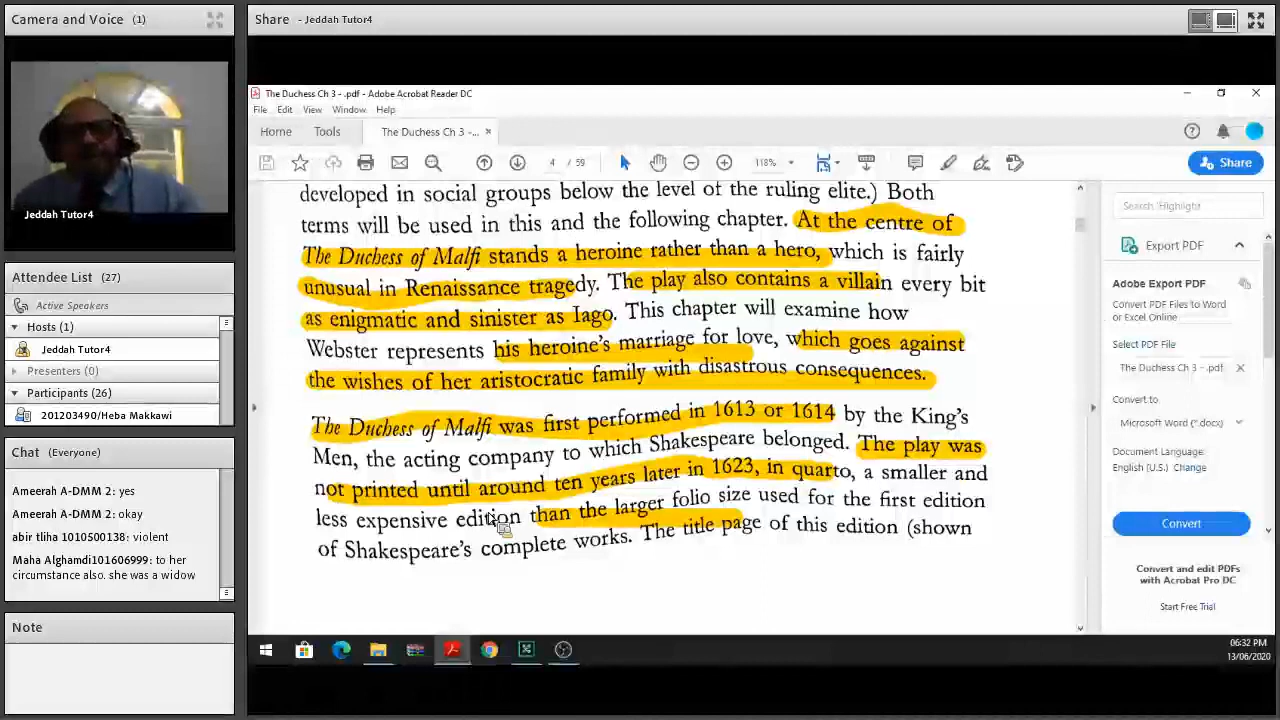 Camera and Voice (1)
Jeddah Tutor4
Attendee List (27)
Active Speakers
Hosts (1)
Jeddah Tutor4
Presenters (0)
Participants (26)
201203490/Heba Makkawi
Chat (Everyone)
Ameerah A-DMM 2: yes
Ameerah A-DMM 2: okay
abir tliha 1010500138: violent
Maha Alghamdi101606999: to her
circumstance also. she was a widow
Note
Share - Jeddah Tutor4
The Duchess Ch 3 - .pdf - Adobe Acrobat Reader DC
File Edit View Window Help
Home Tools The Duchess Ch 3 -... ×
4 / 59 118% Share
developed in social groups below the level of the ruling elite.) Both
terms will be used in this and the following chapter. At the centre of
The Duchess of Malfi stands a heroine rather than a hero, which is fairly
unusual in Renaissance tragedy. The play also contains a villain every bit
as enigmatic and sinister as Iago. This chapter will examine how
Webster represents his heroine's marriage for love, which goes against
the wishes of her aristocratic family with disastrous consequences.
The Duchess of Malfi was first performed in 1613 or 1614 by the King's
Men, the acting company to which Shakespeare belonged. The play was
not printed until around ten years later in 1623, in quarto, a smaller and
less expensive edition than the larger folio size used for the first edition
of Shakespeare's complete works. The title page of this edition (shown
Search 'Highlight'
Export PDF
Adobe Export PDF
Convert PDF Files to Word
or Excel Online
Select PDF File
The Duchess Ch 3 - .pdf
Convert to
Microsoft Word (*.docx)
Document Language:
English (U.S.) Change
Convert
Convert and edit PDFs
with Acrobat Pro DC
Start Free Trial
06:32 PM
13/06/2020